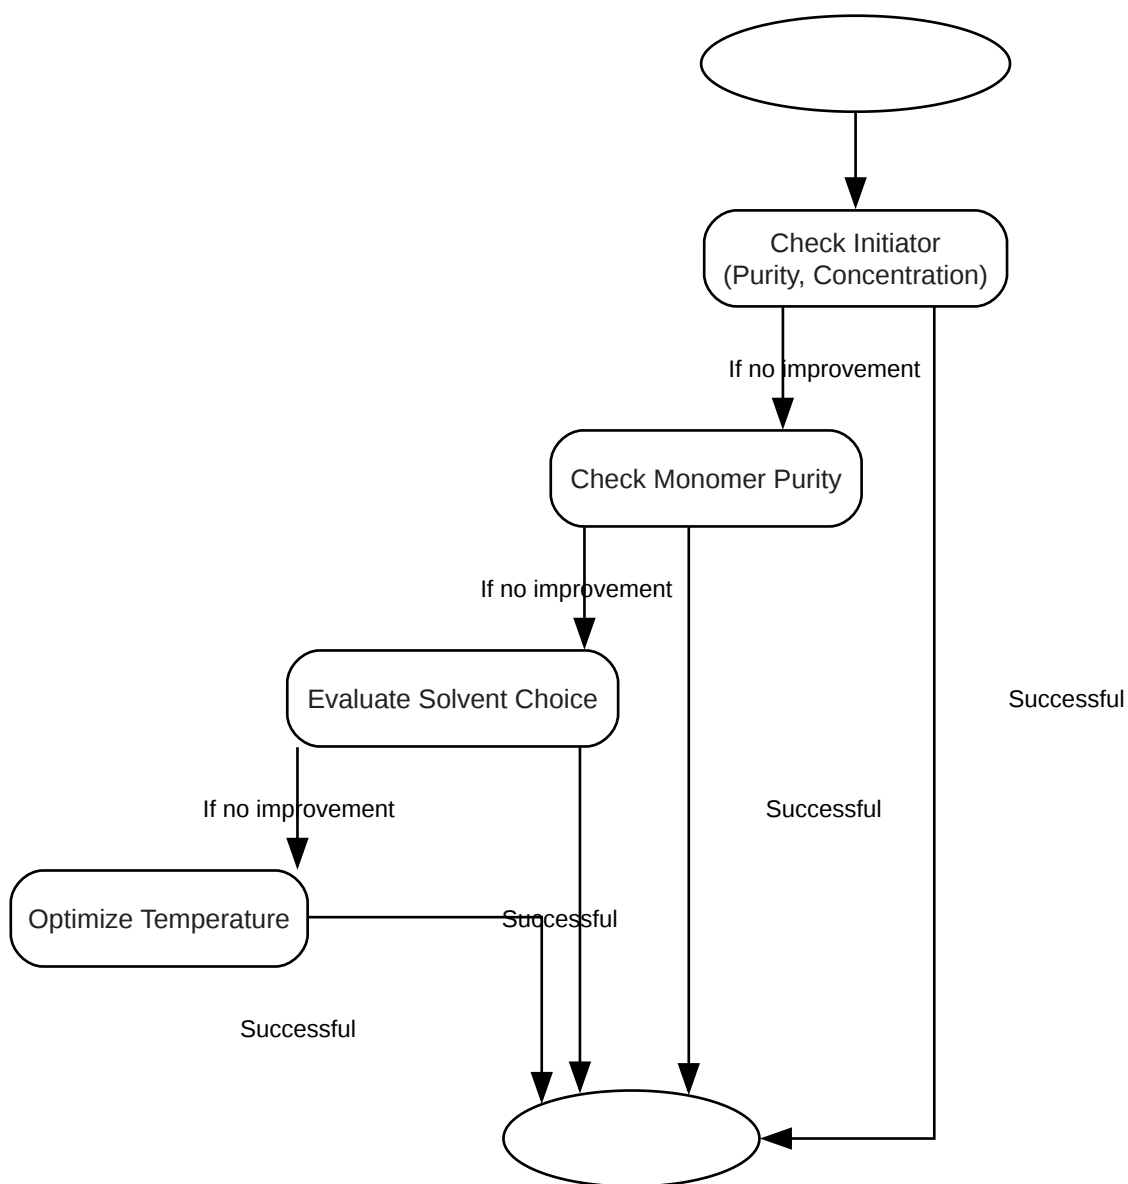 Check Initiator
(Purity, Concentration)
If no improvement
Check Monomer Purity
If no improvement
Evaluate Solvent Choice
Successful
If no improvement
Successful
Optimize Temperature
Successful
Successful